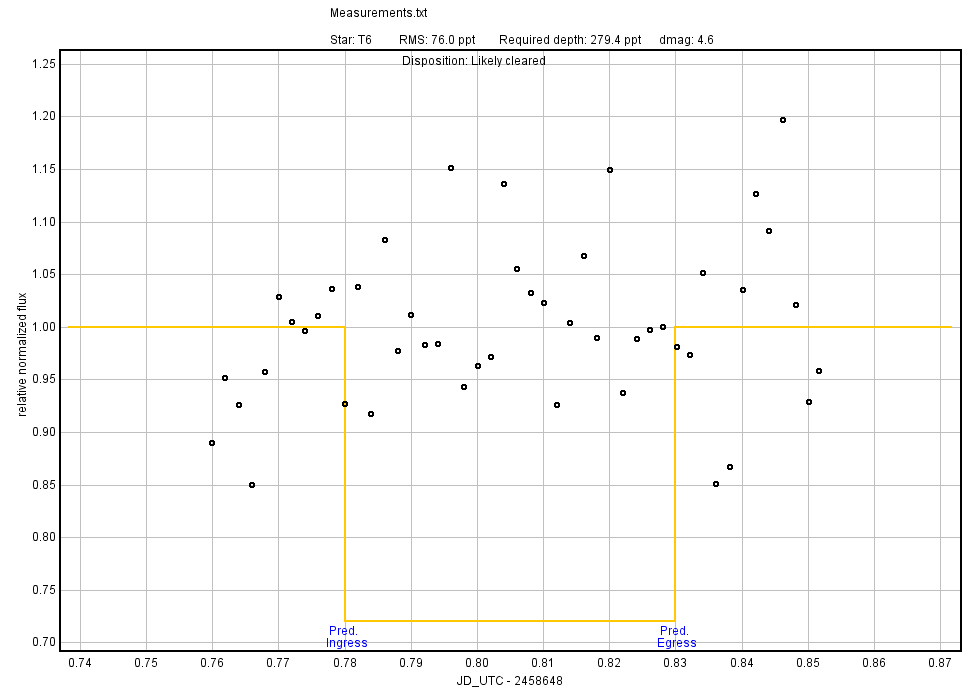 Measurements.txt
Star: T6 RMS: 76.0 ppt Required depth: 279.4 ppt dmag: 4.6
Disposition: Likely cleared
1.25
1.20
1.15
1.10
1.05
1.00
0.95
0.90
0.85
0.80
0.75
0.70
relative normalized flux
Pred.
Ingress
Pred.
Egress
0.74 0.75 0.76 0.77 0.78 0.79 0.80 0.81 0.82 0.83 0.84 0.85 0.86 0.87
JD_UTC - 2458648